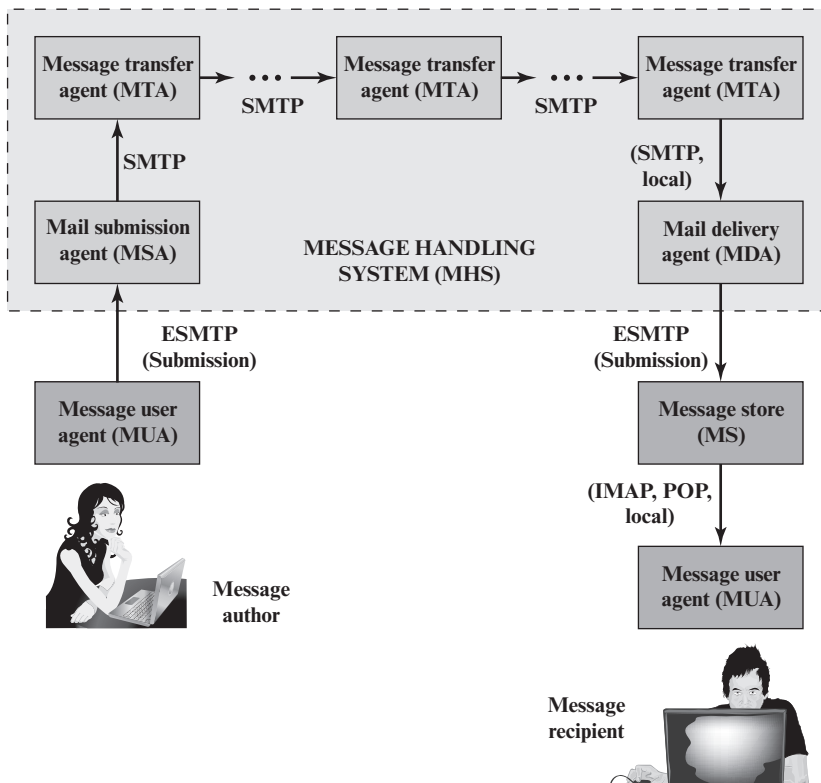 Message transfer
agent (MTA)
SMTP
Message transfer
agent (MTA)
SMTP
Message transfer
agent (MTA)
SMTP
(SMTP,
local)
Mail submission
agent (MSA)
MESSAGE HANDLING
SYSTEM (MHS)
Mail delivery
agent (MDA)
ESMTP
(Submission)
ESMTP
(Submission)
Message user
agent (MUA)
Message store
(MS)
(IMAP, POP,
local)
Message
author
Message user
agent (MUA)
Message
recipient